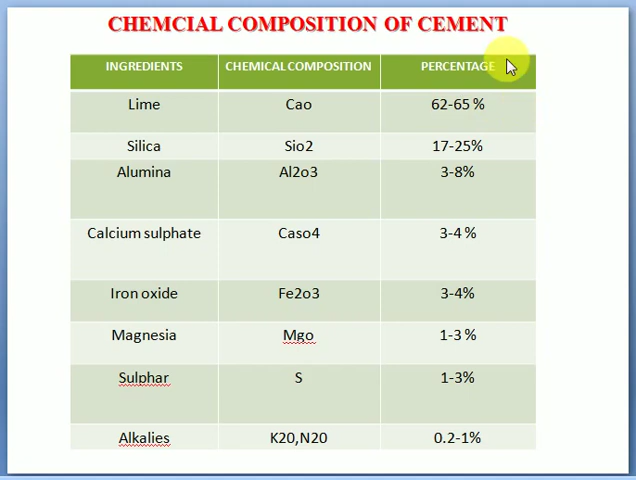 CHEMCIAL COMPOSITION OF CEMENT
INGREDIENTS CHEMICAL COMPOSITION PERCENTAGE
Lime Cao 62-65 %
Silica Sio2 17-25%
Alumina Al2o3 3-8%
Calcium sulphate Caso4 3-4 %
Iron oxide Fe2o3 3-4%
Magnesia Mgo 1-3 %
Sulphar S 1-3%
Alkalies K20,N20 0.2-1%